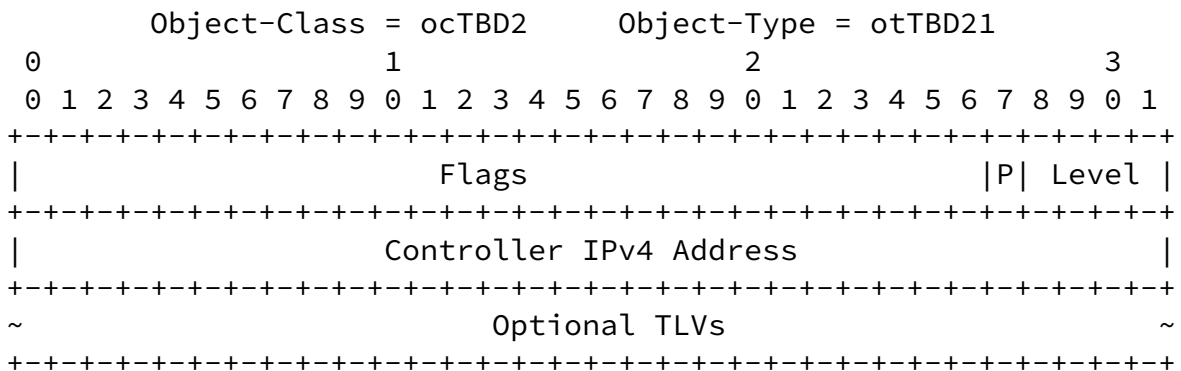 Object-Class = ocTBD2     Object-Type = otTBD21
 0                   1                   2                   3
 0 1 2 3 4 5 6 7 8 9 0 1 2 3 4 5 6 7 8 9 0 1 2 3 4 5 6 7 8 9 0 1
+-+-+-+-+-+-+-+-+-+-+-+-+-+-+-+-+-+-+-+-+-+-+-+-+-+-+-+-+-+-+-+-+
|                       Flags                         |P| Level |
+-+-+-+-+-+-+-+-+-+-+-+-+-+-+-+-+-+-+-+-+-+-+-+-+-+-+-+-+-+-+-+-+
|                    Controller IPv4 Address                    |
+-+-+-+-+-+-+-+-+-+-+-+-+-+-+-+-+-+-+-+-+-+-+-+-+-+-+-+-+-+-+-+-+
~                          Optional TLVs                        ~
+-+-+-+-+-+-+-+-+-+-+-+-+-+-+-+-+-+-+-+-+-+-+-+-+-+-+-+-+-+-+-+-+